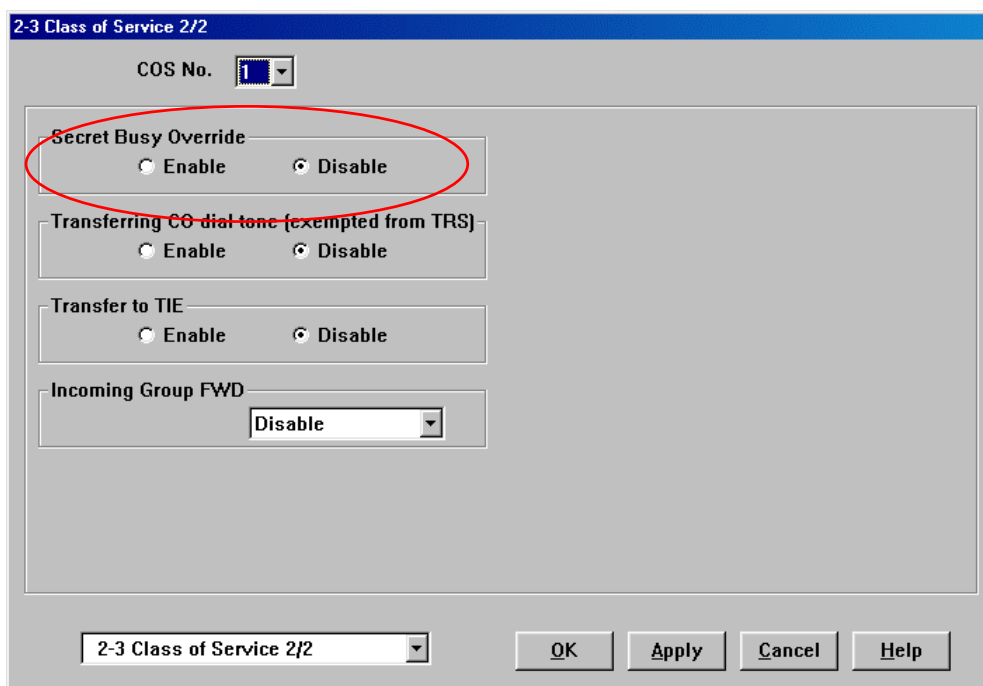 2-3 Class of Service 2/2
COS No. 1
Secret Busy Override
Enable Disable
Transferring CO dial tone (exempted from TRS)
Enable Disable
Transfer to TIE
Enable Disable
Incoming Group FWD
Disable
2-3 Class of Service 2/2 OK Apply Cancel Help